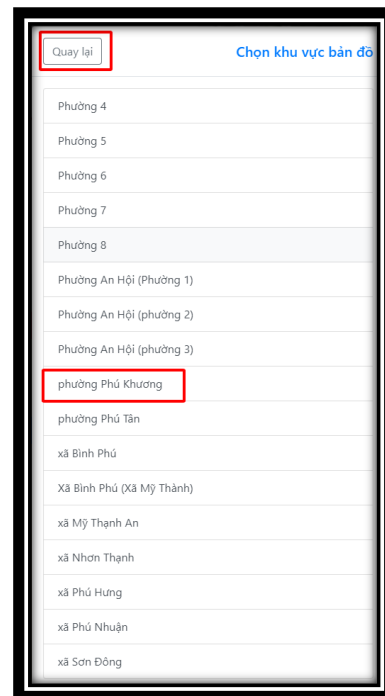 Quay lại
Chọn khu vực bản đồ
Phường 4
Phường 5
Phường 6
Phường 7
Phường 8
Phường An Hội (Phường 1)
Phường An Hội (phường 2)
Phường An Hội (phường 3)
phường Phú Khương
phường Phú Tân
xã Bình Phú
Xã Bình Phú (Xã Mỹ Thành)
xã Mỹ Thạnh An
xã Nhơn Thạnh
xã Phú Hưng
xã Phú Nhuận
xã Sơn Đông